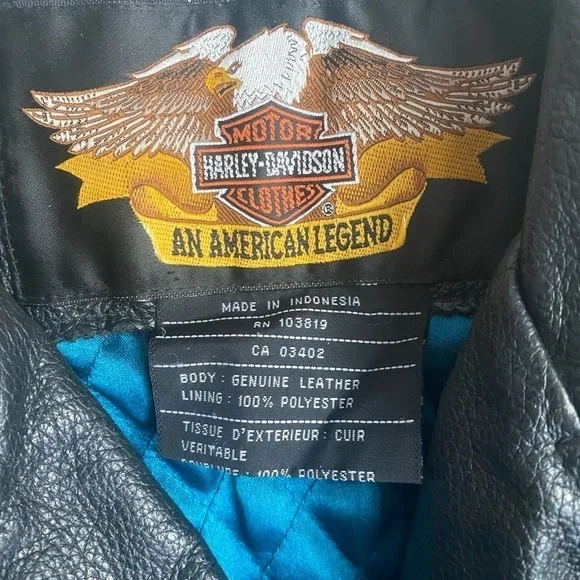 MOTOR
HARLEY-DAVIDSON
CLOTHES
®
AN AMERICAN LEGEND
MADE IN INDONESIA
RN 103819
CA 03402
BODY : GENUINE LEATHER
LINING : 100% POLYESTER
TISSUE D'EXTERIEUR : CUIR
VERITABLE
DOUBLURE : 100% POLYESTER